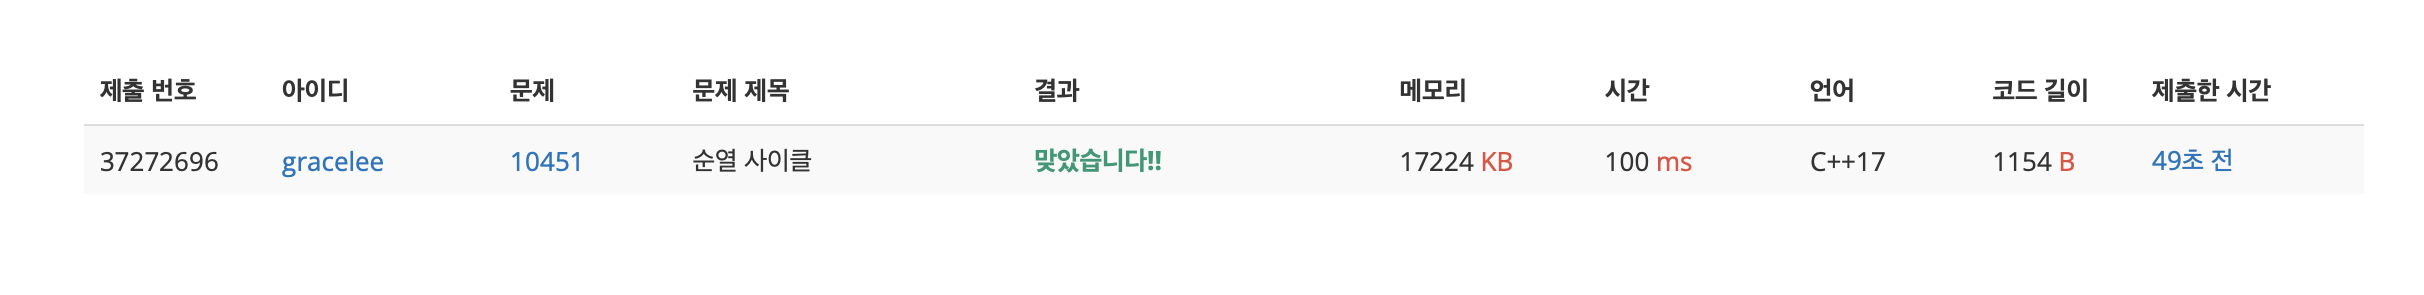 제출 번호 아이디 문제 문제 제목 결과 메모리 시간 언어 코드 길이 제출한 시간
37272696 gracelee 10451 순열 사이클 맞았습니다!! 17224 KB 100 ms C++17 1154 B 49초 전